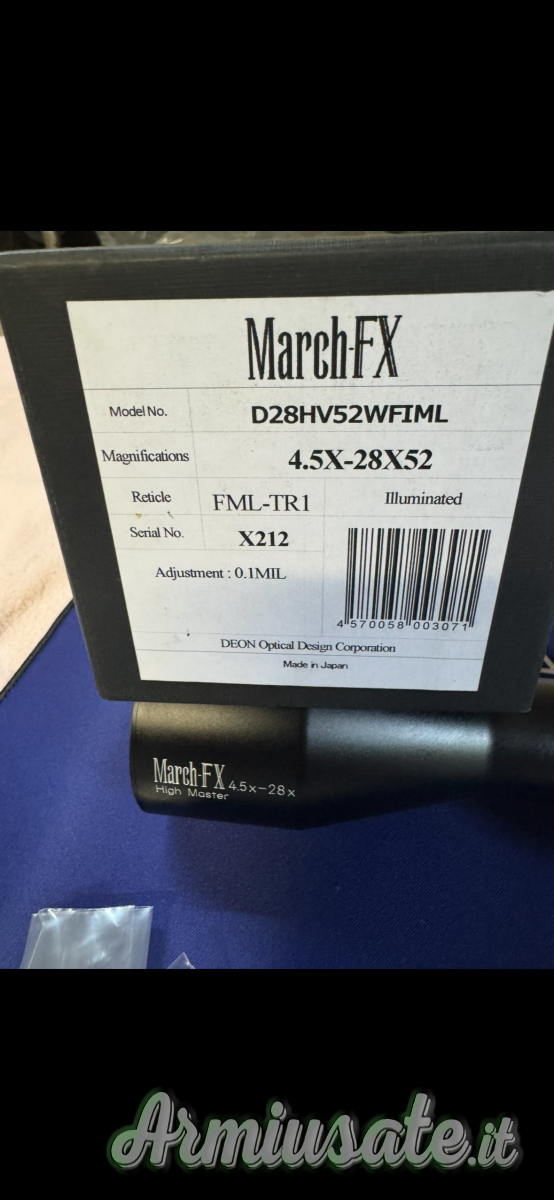 March-FX
Model No. D28HV52WFIML
Magnifications 4.5X-28X52
Reticle FML-TR1 Illuminated
Serial No. X212
Adjustment : 0.1MIL
4 570058 003071
DEON Optical Design Corporation
Made in Japan
March-FX 4.5x-28x
High Master
Armiusate.it